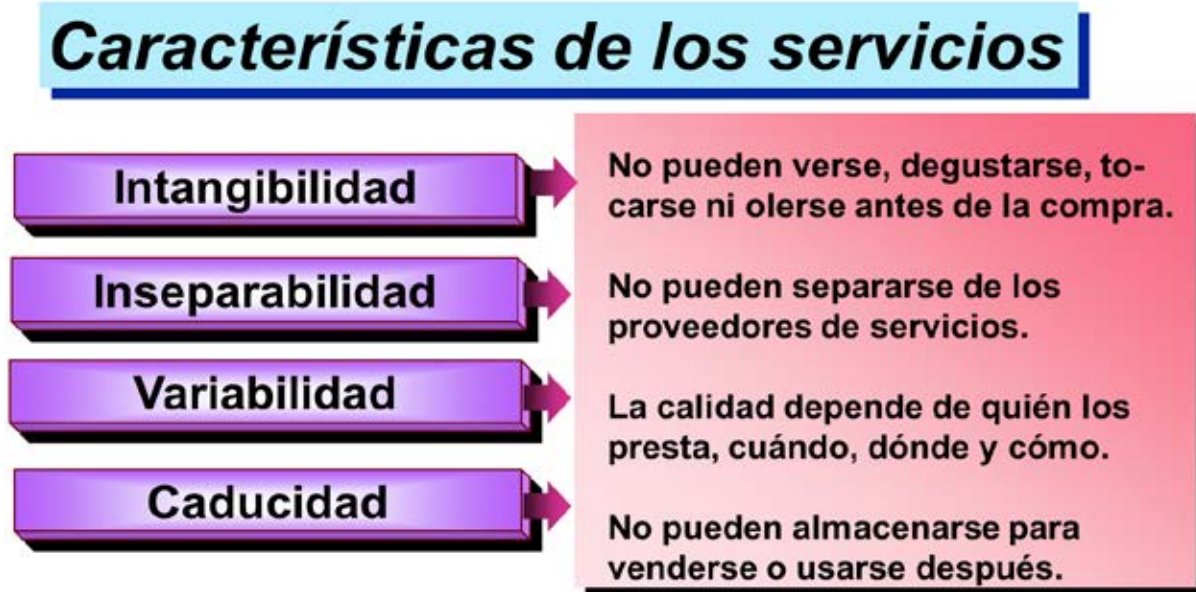 Características de los servicios
Intangibilidad
No pueden verse, degustarse, to-
carse ni olerse antes de la compra.
Inseparabilidad
No pueden separarse de los
proveedores de servicios.
Variabilidad
La calidad depende de quién los
presta, cuándo, dónde y cómo.
Caducidad
No pueden almacenarse para
venderse o usarse después.